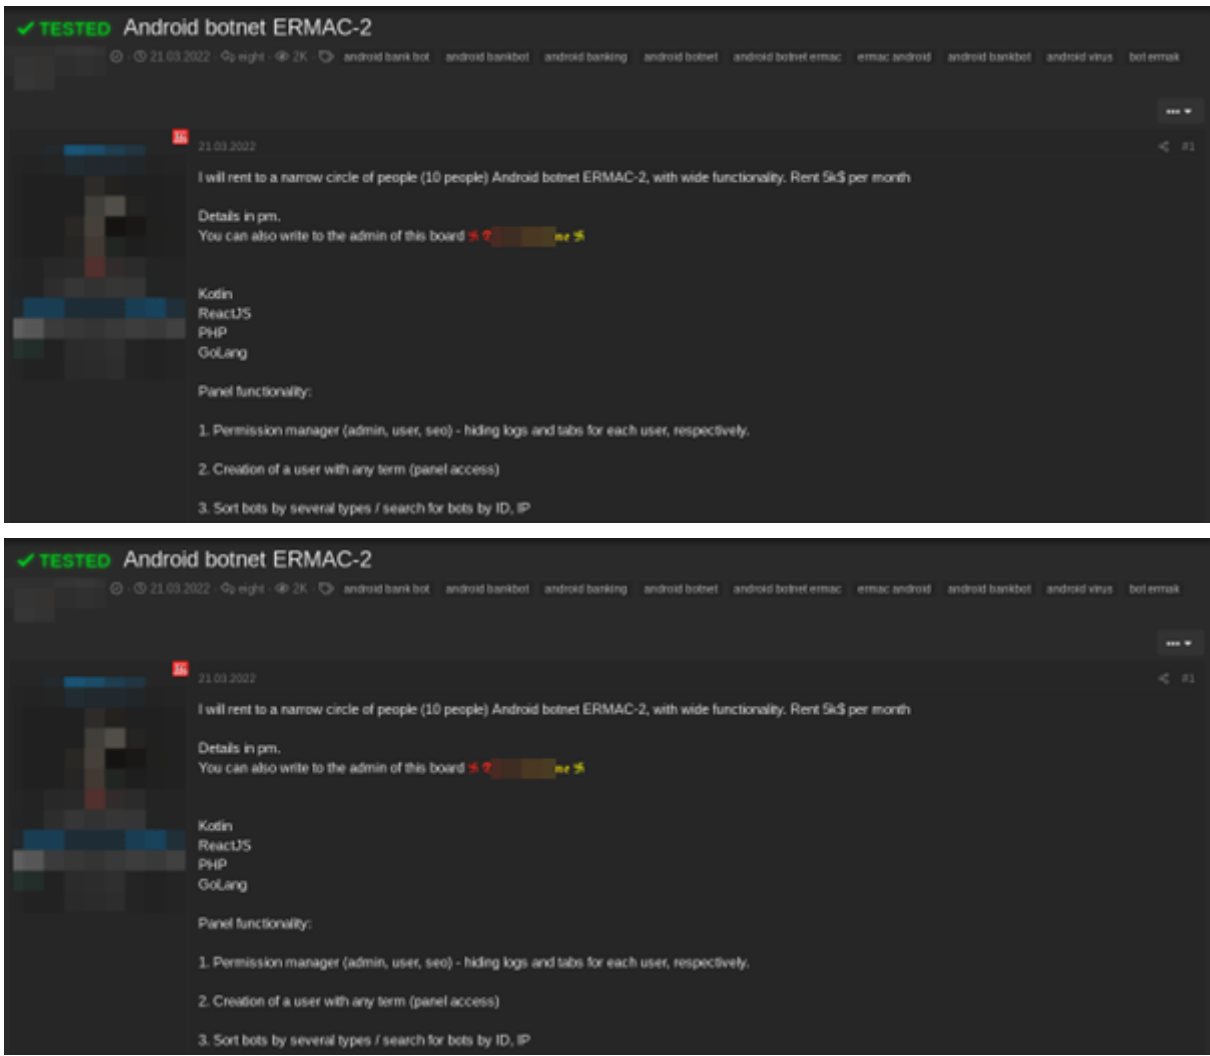 TESTED Android botnet ERMAC-2
21.03.2022 eight 2K android bank bot android bankbot android banking android botnet android botnet ermac ermac android android bankbot android virus bot ermak
21.03.2022 #1
I will rent to a narrow circle of people (10 people) Android botnet ERMAC-2, with wide functionality. Rent 5k$ per month
Details in pm.
You can also write to the admin of this board me
Kotlin
ReactJS
PHP
GoLang
Panel functionality:
1. Permission manager (admin, user, seo) - hiding logs and tabs for each user, respectively.
2. Creation of a user with any term (panel access)
3. Sort bots by several types / search for bots by ID, IP
TESTED Android botnet ERMAC-2
21.03.2022 eight 2K android bank bot android bankbot android banking android botnet android botnet ermac ermac android android bankbot android virus bot ermak
21.03.2022 #1
I will rent to a narrow circle of people (10 people) Android botnet ERMAC-2, with wide functionality. Rent 5k$ per month
Details in pm.
You can also write to the admin of this board me
Kotlin
ReactJS
PHP
GoLang
Panel functionality:
1. Permission manager (admin, user, seo) - hiding logs and tabs for each user, respectively.
2. Creation of a user with any term (panel access)
3. Sort bots by several types / search for bots by ID, IP